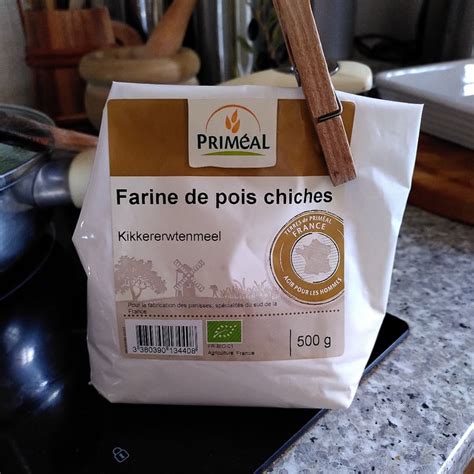 PRIMéAL
Farine de pois chiches
Kikkererwtenmeel
TERRES de PRIMÉAL
FRANCE
AGIR POUR LES HOMMES
Pour la fabrication des panisses, spécialités du sud de la
France
3 380390 134408
FR-BIO-01
Agriculture France
500 g